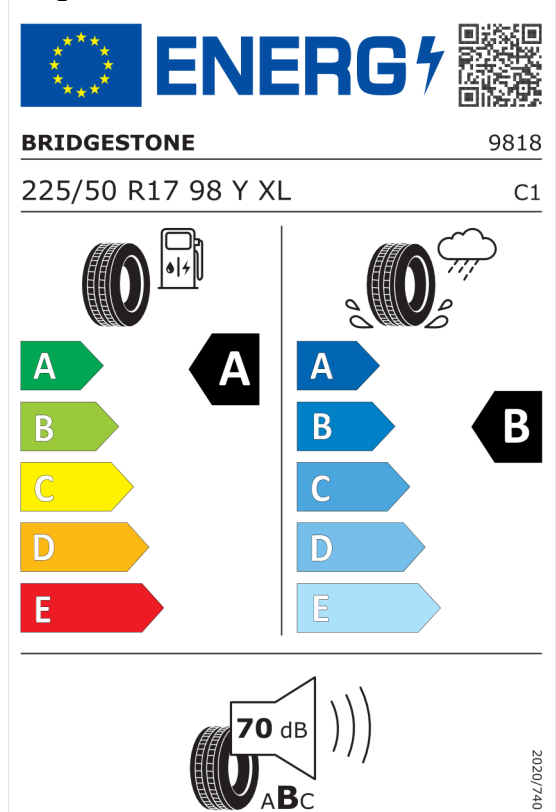 ENERG
BRIDGESTONE 9818
225/50 R17 98 Y XL C1
A A
B
C
D
E
A
B B
C
D
E
70 dB
ABC
2020/740